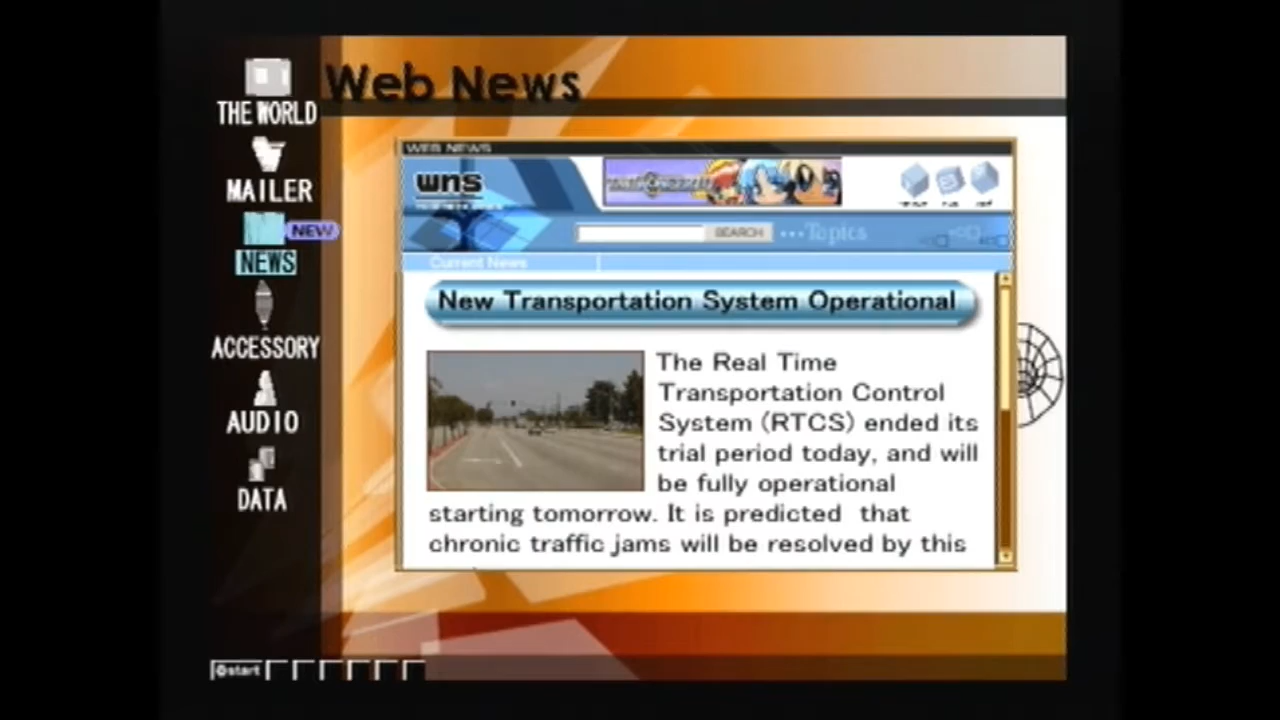 Web News
THE WORLD
MAILER
NEW
NEWS
ACCESSORY
AUDIO
DATA
WEB NEWS
wns
SEARCH
•••Topics
Current News
New Transportation System Operational
The Real Time
Transportation Control
System (RTCS) ended its
trial period today, and will
be fully operational
starting tomorrow. It is predicted that
chronic traffic jams will be resolved by this
start